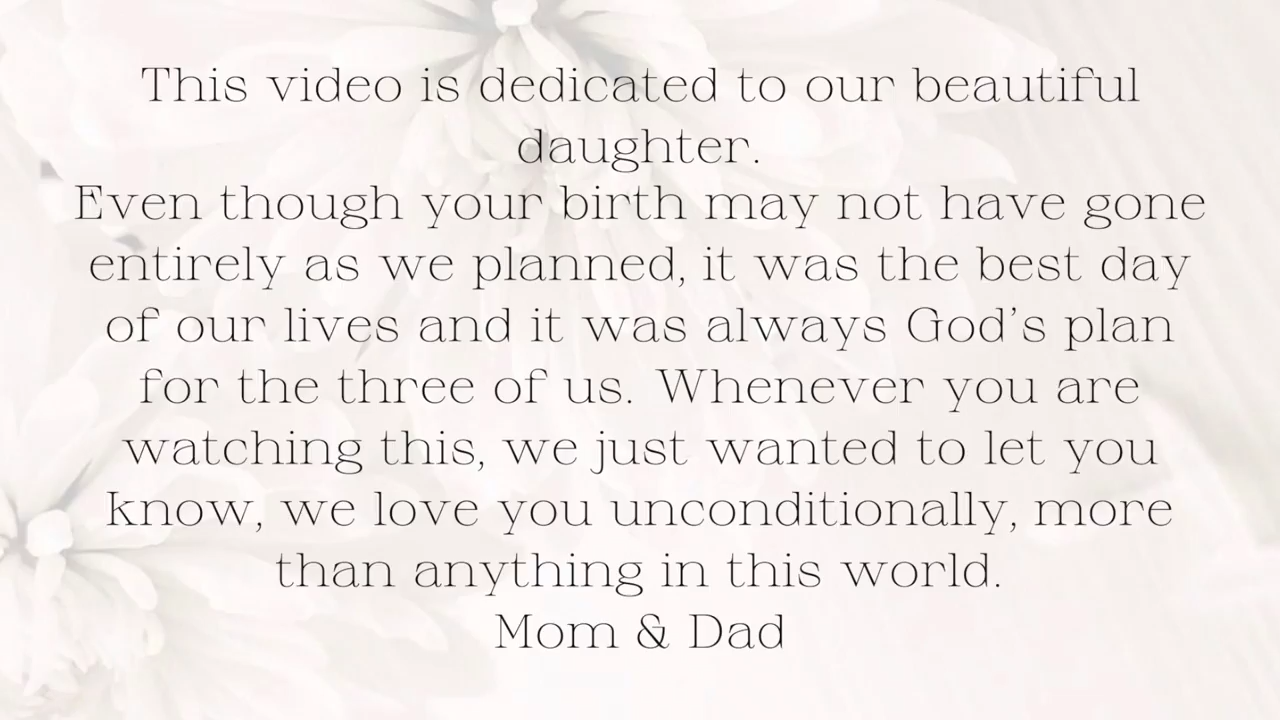 This video is dedicated to our beautiful
daughter.
Even though your birth may not have gone
entirely as we planned, it was the best day
of our lives and it was always God’s plan
for the three of us. Whenever you are
watching this, we just wanted to let you
know, we love you unconditionally, more
than anything in this world.
Mom & Dad